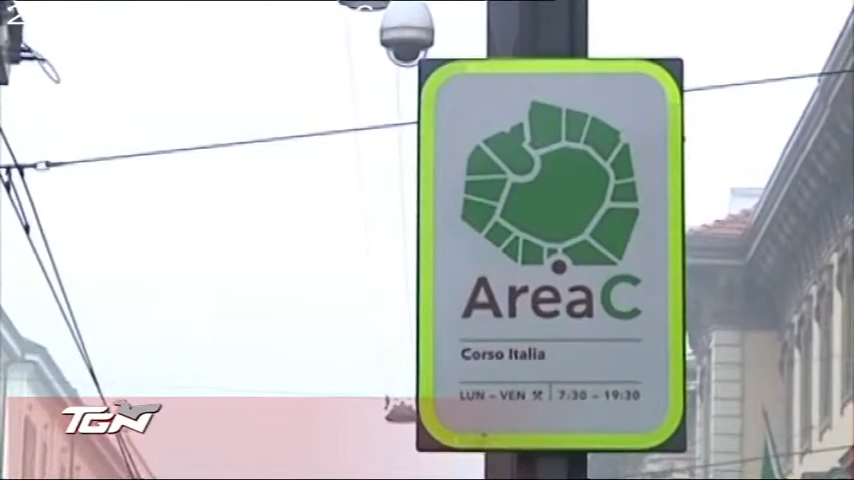 AreaC
Corso Italia
LUN - VEN 7:30 - 19:30
TGN